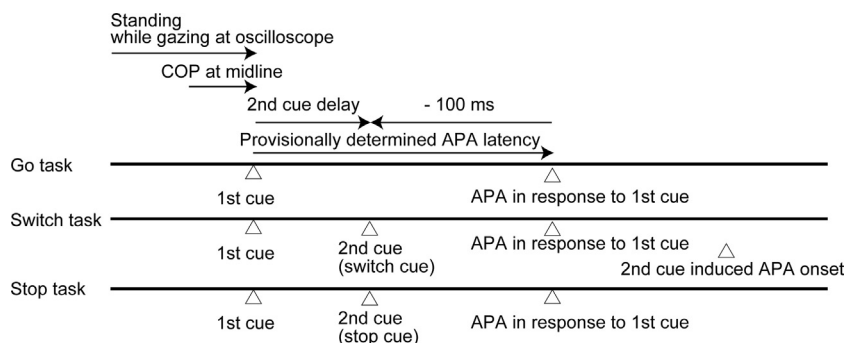 Standing
while gazing at oscilloscope
COP at midline
2nd cue delay
- 100 ms
Provisionally determined APA latency
Go task
1st cue
APA in response to 1st cue
Switch task
1st cue
2nd cue
(switch cue)
APA in response to 1st cue
2nd cue induced APA onset
Stop task
1st cue
2nd cue
(stop cue)
APA in response to 1st cue